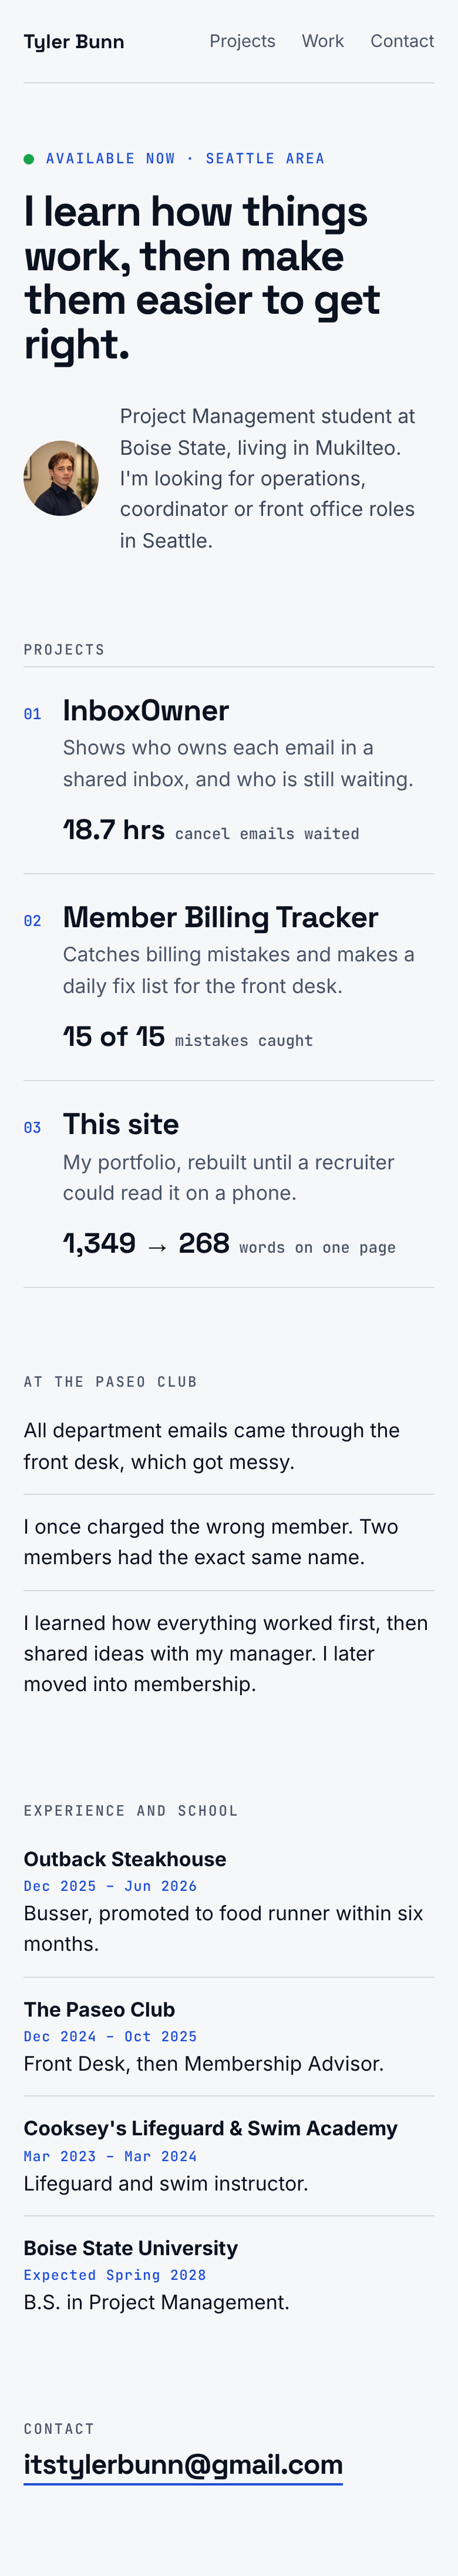 Tyler Bunn
Projects Work Contact
AVAILABLE NOW · SEATTLE AREA
I learn how things
work, then make
them easier to get
right.
Project Management student at
Boise State, living in Mukilteo.
I'm looking for operations,
coordinator or front office roles
in Seattle.
PROJECTS
01 InboxOwner
Shows who owns each email in a
shared inbox, and who is still waiting.
18.7 hrs cancel emails waited
02 Member Billing Tracker
Catches billing mistakes and makes a
daily fix list for the front desk.
15 of 15 mistakes caught
03 This site
My portfolio, rebuilt until a recruiter
could read it on a phone.
1,349 → 268 words on one page
AT THE PASEO CLUB
All department emails came through the
front desk, which got messy.
I once charged the wrong member. Two
members had the exact same name.
I learned how everything worked first, then
shared ideas with my manager. I later
moved into membership.
EXPERIENCE AND SCHOOL
Outback Steakhouse
Dec 2025 – Jun 2026
Busser, promoted to food runner within six
months.
The Paseo Club
Dec 2024 – Oct 2025
Front Desk, then Membership Advisor.
Cooksey's Lifeguard & Swim Academy
Mar 2023 – Mar 2024
Lifeguard and swim instructor.
Boise State University
Expected Spring 2028
B.S. in Project Management.
CONTACT
itstylerbunn@gmail.com